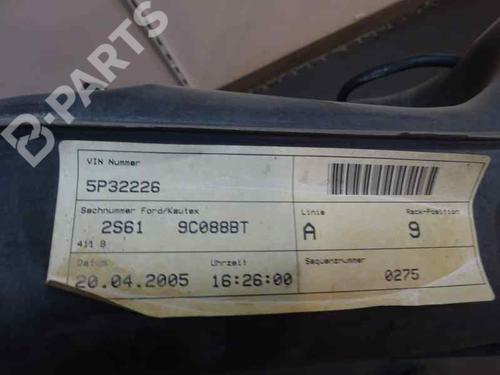 B-PARTS
VIN Nummer
5P32226
Sachnummer Ford/Kautex
2S61 9C088BT
411 B
Linie
A
Rack-Position
9
Datum
20.04.2005
Uhrzeit
16:26:00
Sequenznummer
0275